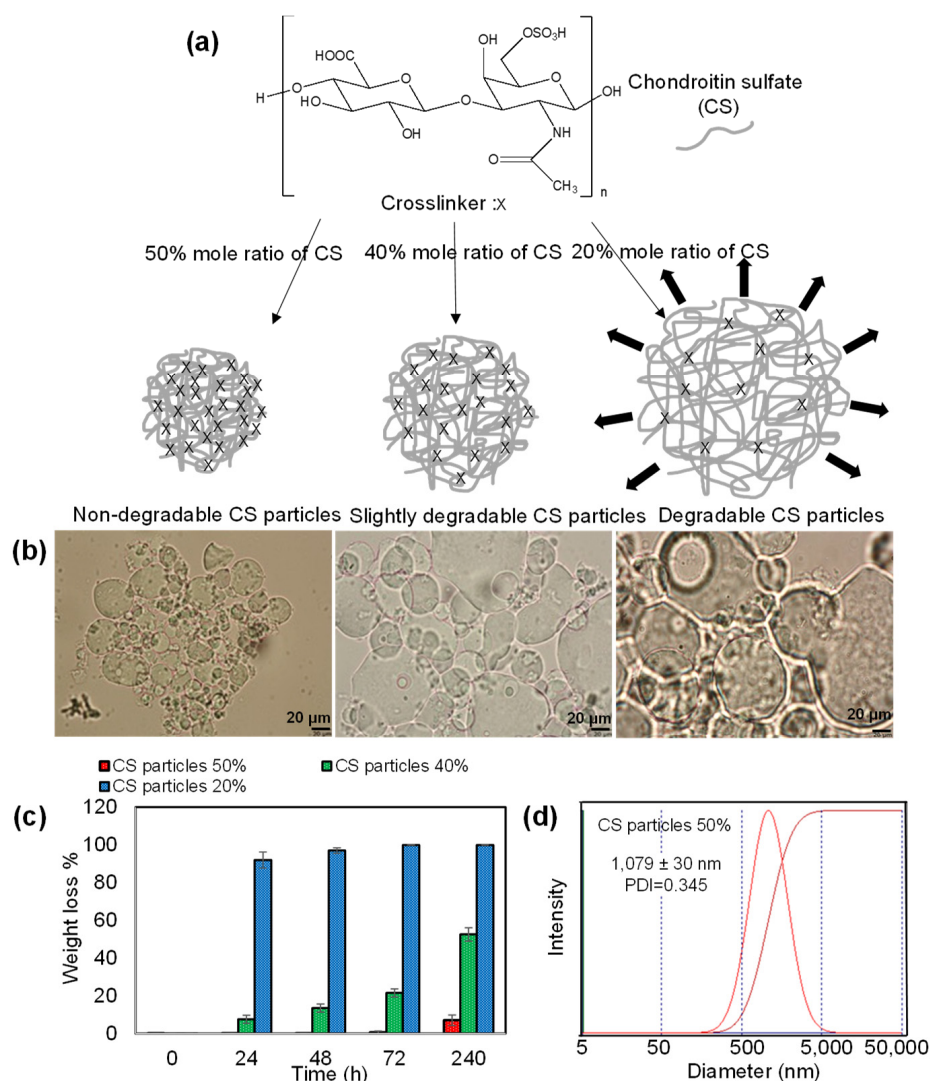 (a)
HOOC
OH
OSO₃H
O
O
H
O
HO
OH
O
OH
O
NH
CH₃
n
Chondroitin sulfate
(CS)
Crosslinker :X
50% mole ratio of CS
40% mole ratio of CS
20% mole ratio of CS
Non-degradable CS particles
Slightly degradable CS particles
Degradable CS particles
(b)
20 µm
20 µm
20 µm
CS particles 50%
CS particles 40%
CS particles 20%
(c)
Weight loss %
120
100
80
60
40
20
0
0 24 48 72 240
Time (h)
(d)
CS particles 50%
1,079 ± 30 nm
PDI=0.345
Intensity
5 50 500 5,000 50,000
Diameter (nm)